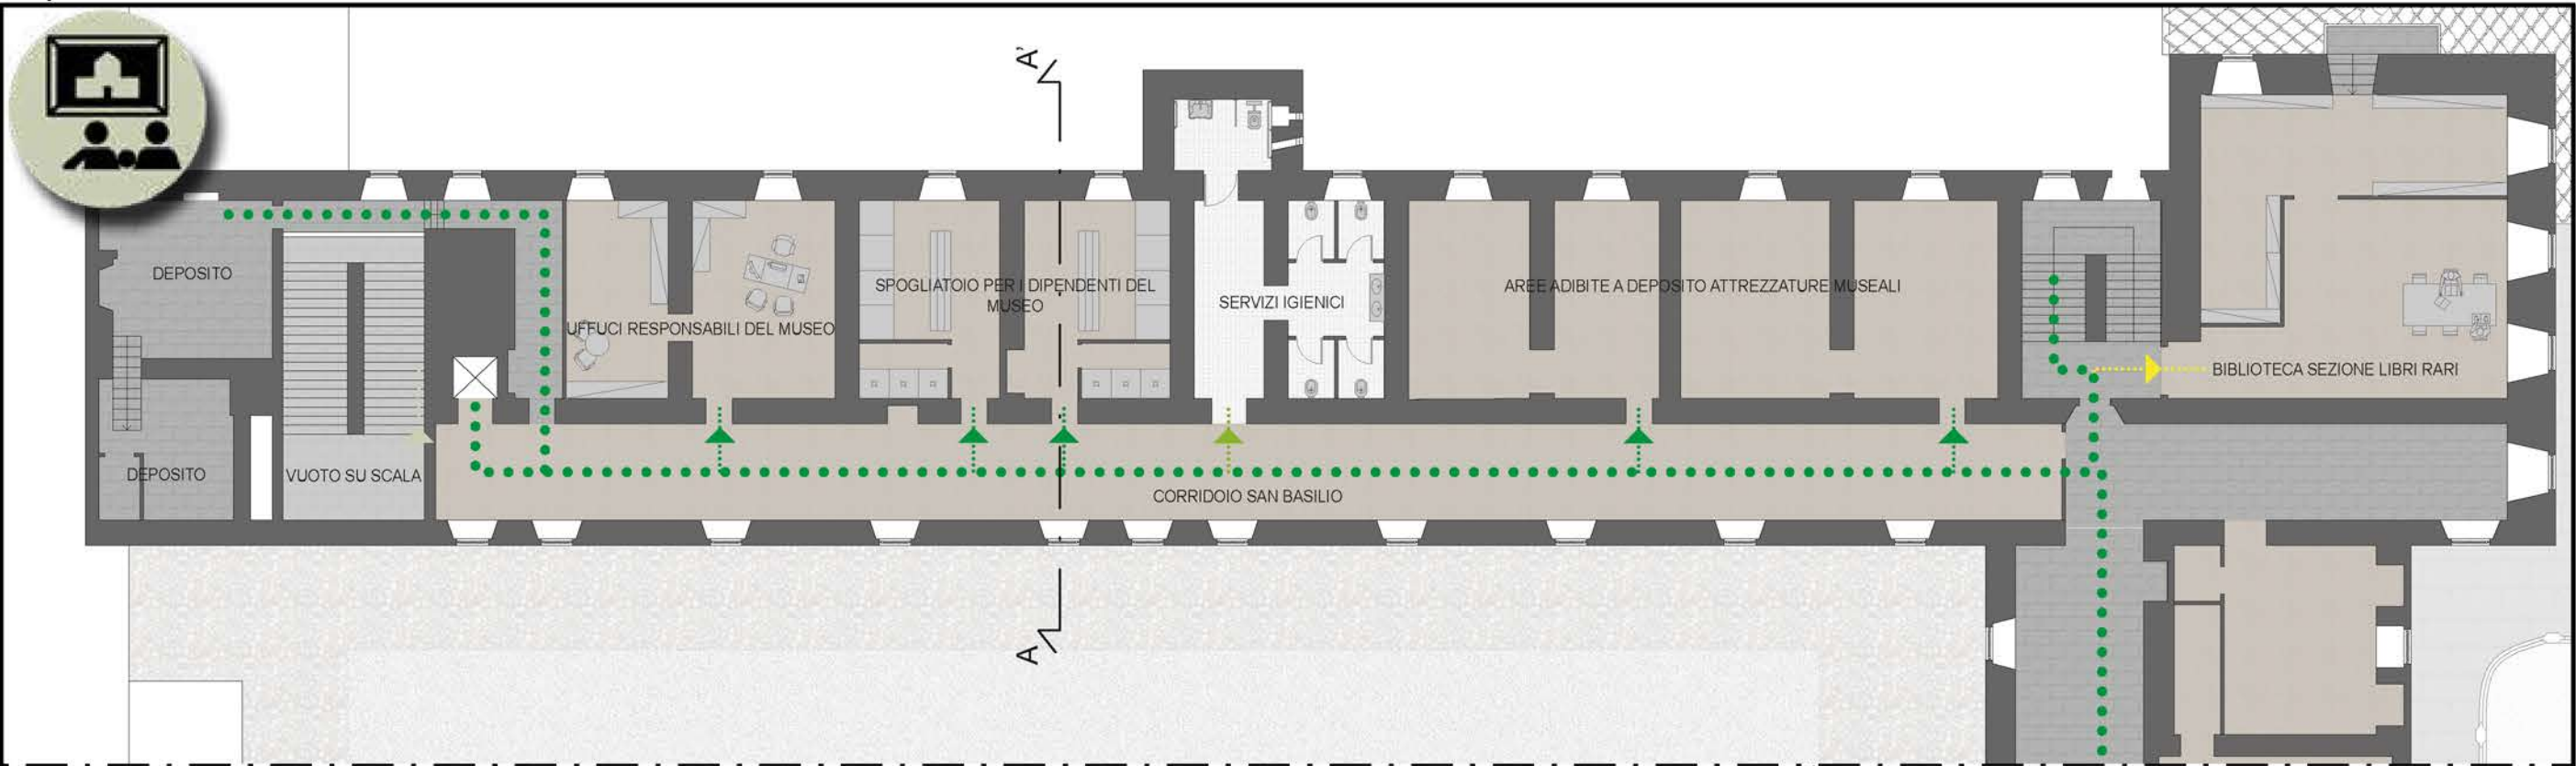 A'
DEPOSITO
UFFUCI RESPONSABILI DEL MUSEO
SPOGLIATOIO PER I DIPENDENTI DEL
MUSEO
SERVIZI IGIENICI
AREE ADIBITE A DEPOSITO ATTREZZATURE MUSEALI
BIBLIOTECA SEZIONE LIBRI RARI
DEPOSITO
VUOTO SU SCALA
CORRIDOIO SAN BASILIO
A